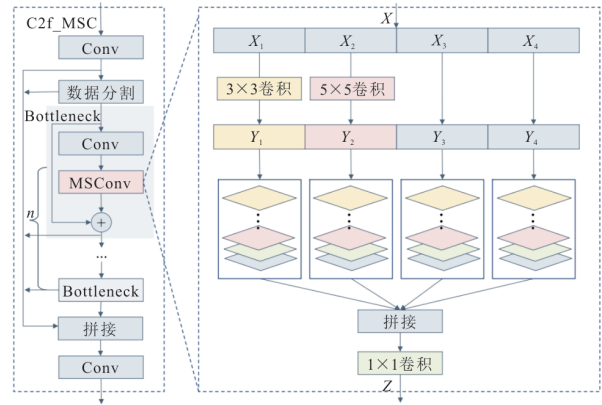 C2f_MSC
Conv
数据分割
Bottleneck
Conv
MSConv
+
n
...
Bottleneck
拼接
Conv
X
X1 X2 X3 X4
3×3卷积 5×5卷积
Y1 Y2 Y3 Y4
拼接
1×1卷积
Z